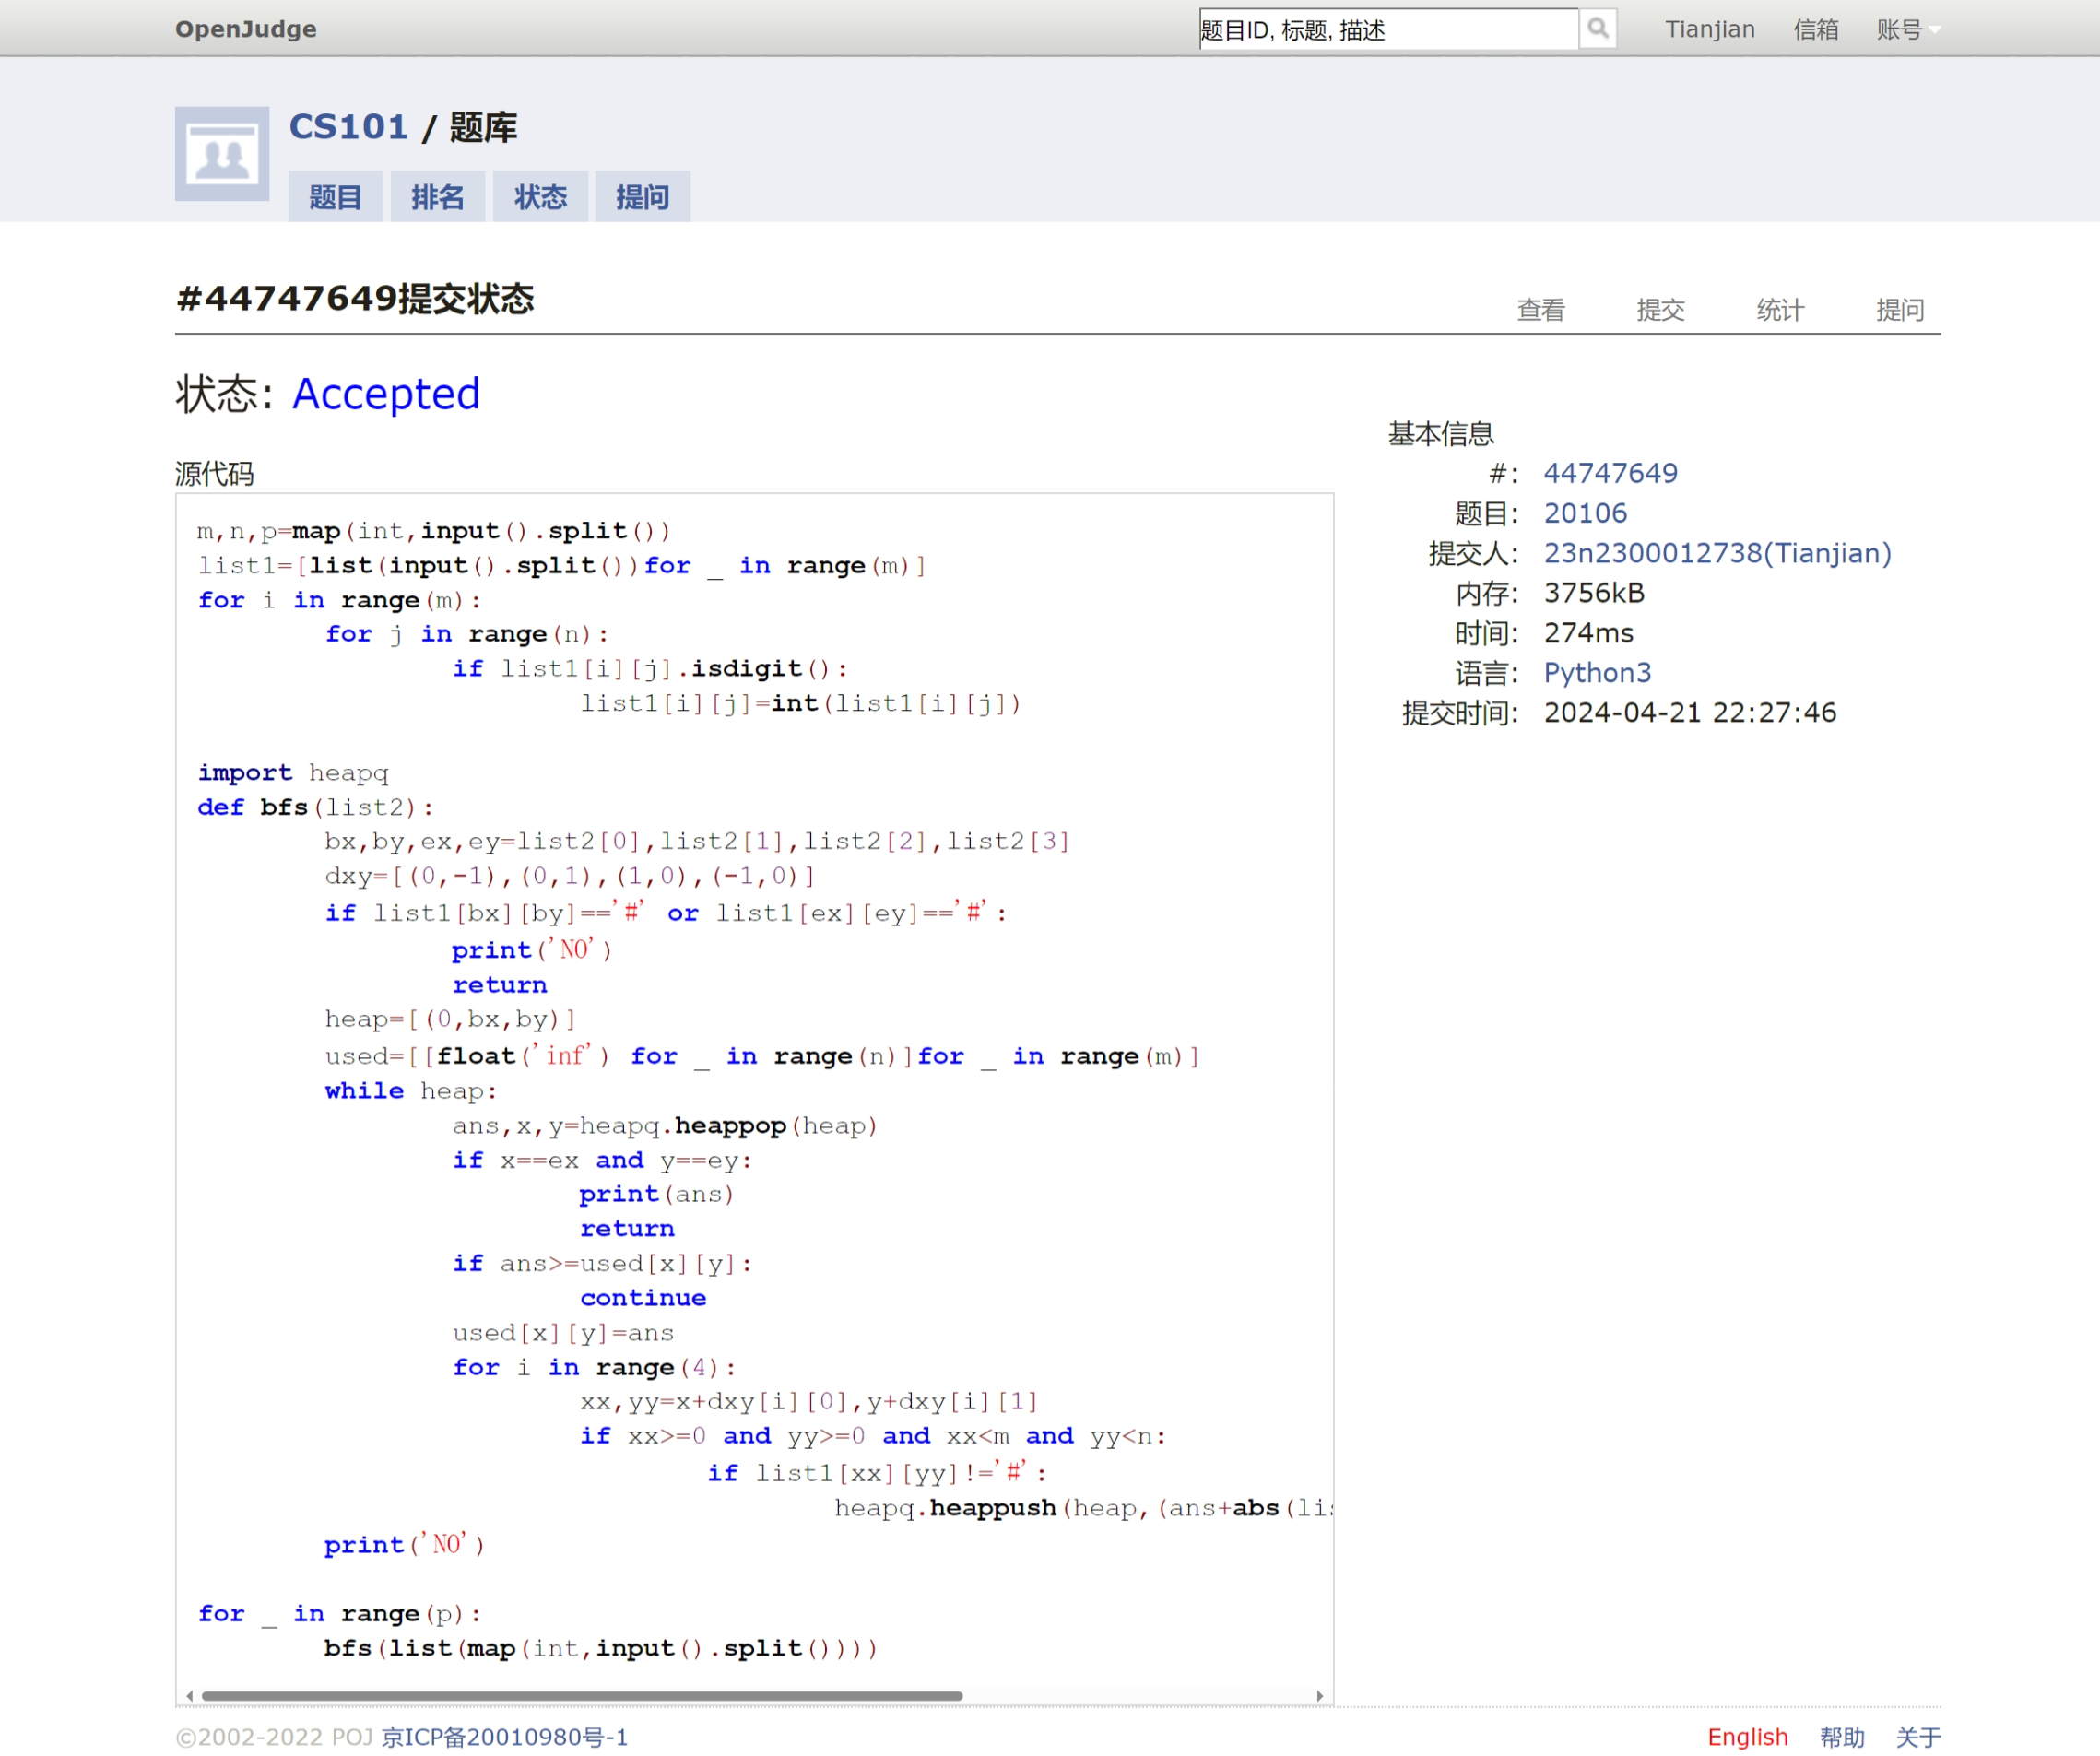 OpenJudge
题目ID, 标题, 描述
Tianjian 信箱 账号
CS101 / 题库
题目 排名 状态 提问
#44747649提交状态
查看 提交 统计 提问
状态: Accepted
源代码
m,n,p=map(int,input().split())
list1=[list(input().split())for _ in range(m)]
for i in range(m):
        for j in range(n):
                if list1[i][j].isdigit():
                        list1[i][j]=int(list1[i][j])
import heapq
def bfs(list2):
        bx,by,ex,ey=list2[0],list2[1],list2[2],list2[3]
        dxy=[(0,-1),(0,1),(1,0),(-1,0)]
        if list1[bx][by]=='#' or list1[ex][ey]=='#':
                print('NO')
                return
        heap=[(0,bx,by)]
        used=[[float('inf') for _ in range(n)]for _ in range(m)]
        while heap:
                ans,x,y=heapq.heappop(heap)
                if x==ex and y==ey:
                        print(ans)
                        return
                if ans>=used[x][y]:
                        continue
                used[x][y]=ans
                for i in range(4):
                        xx,yy=x+dxy[i][0],y+dxy[i][1]
                        if xx>=0 and yy>=0 and xx<m and yy<n:
                                if list1[xx][yy]!='#':
                                        heapq.heappush(heap,(ans+abs(li
        print('NO')
for _ in range(p):
        bfs(list(map(int,input().split())))
基本信息
#: 44747649
题目: 20106
提交人: 23n2300012738(Tianjian)
内存: 3756kB
时间: 274ms
语言: Python3
提交时间: 2024-04-21 22:27:46
©2002-2022 POJ 京ICP备20010980号-1
English 帮助 关于